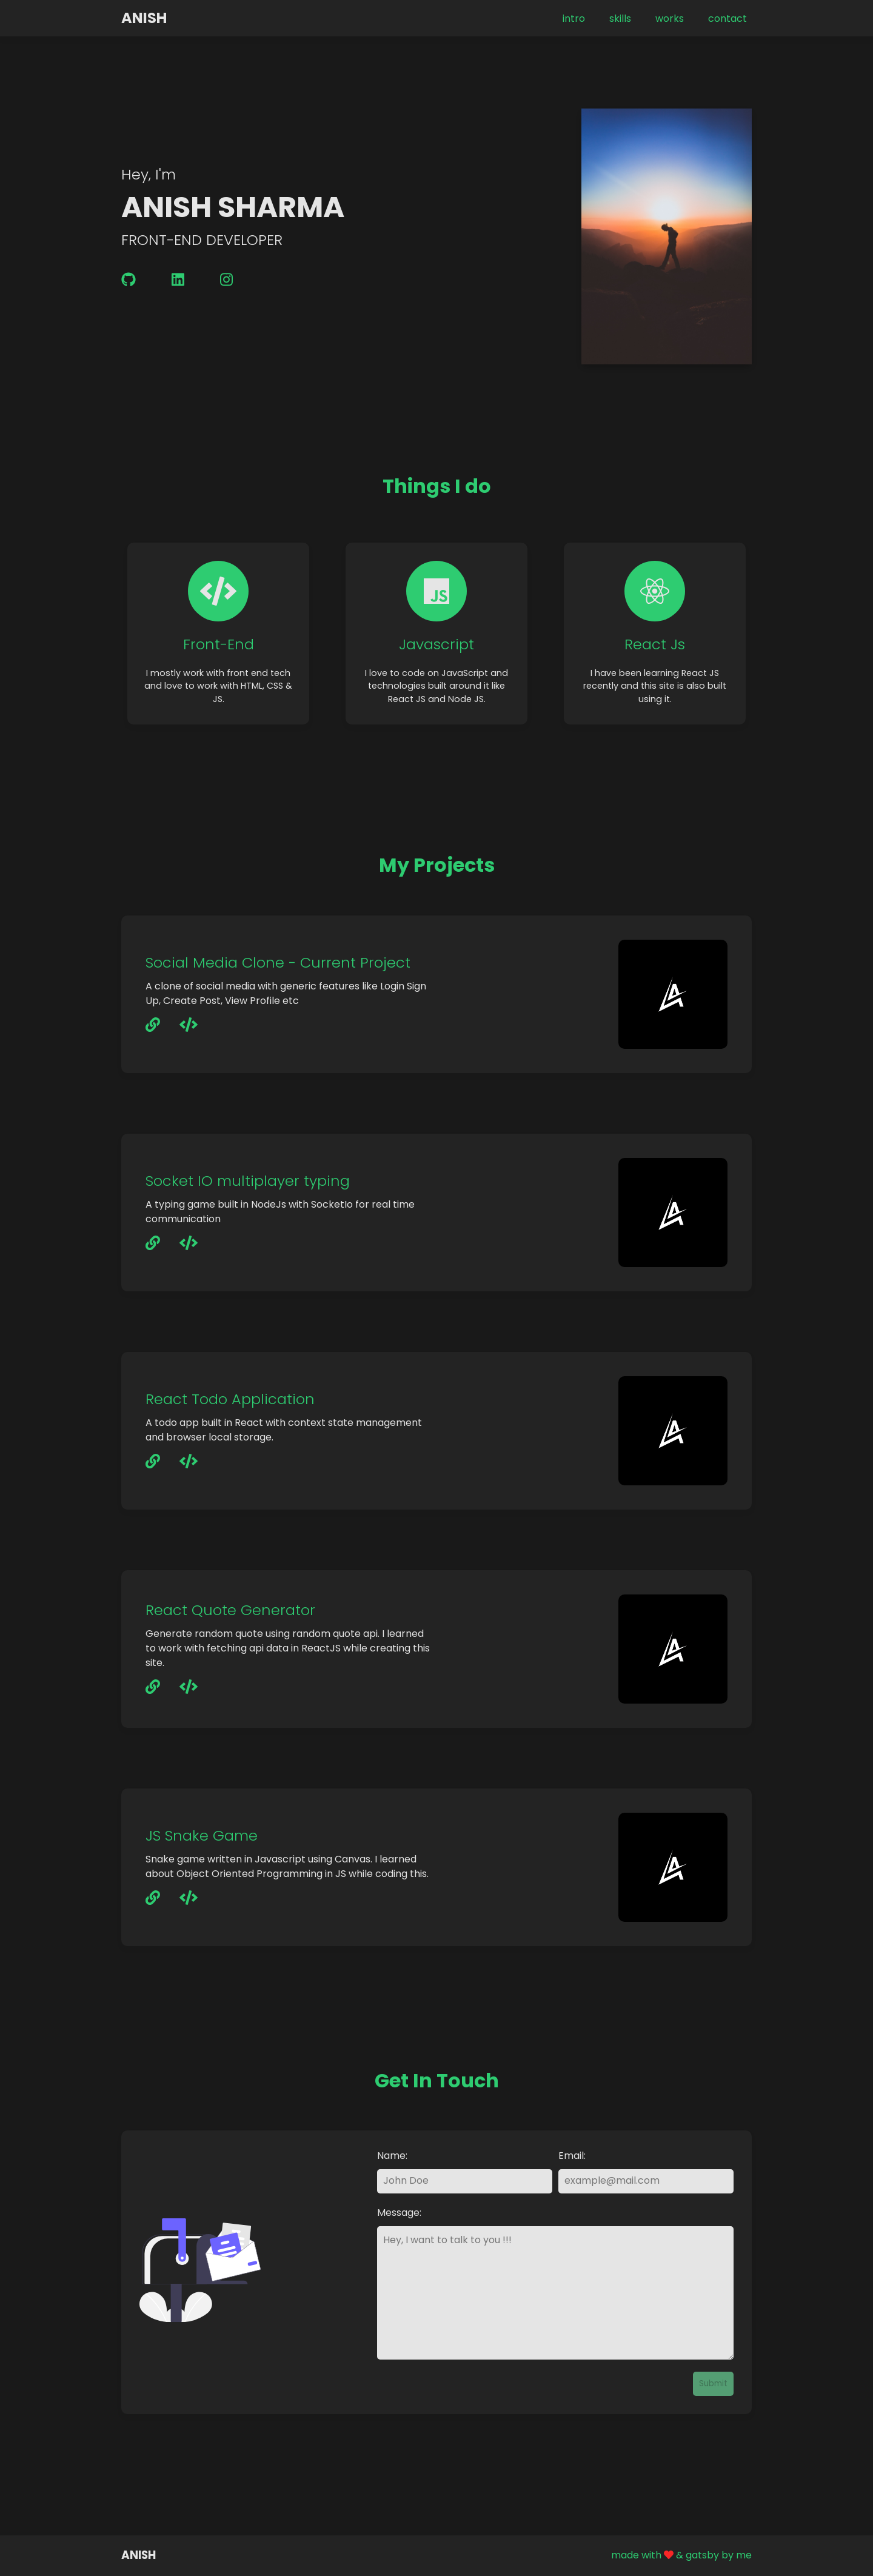 ANISH
intro skills works contact
Hey, I'm
ANISH SHARMA
FRONT-END DEVELOPER
Things I do
Front-End
I mostly work with front end tech
and love to work with HTML, CSS &
JS.
JS
Javascript
I love to code on JavaScript and
technologies built around it like
React JS and Node JS.
React Js
I have been learning React JS
recently and this site is also built
using it.
My Projects
Social Media Clone - Current Project
A clone of social media with generic features like Login Sign
Up, Create Post, View Profile etc
Socket IO multiplayer typing
A typing game built in NodeJs with SocketIo for real time
communication
React Todo Application
A todo app built in React with context state management
and browser local storage.
React Quote Generator
Generate random quote using random quote api. I learned
to work with fetching api data in ReactJS while creating this
site.
JS Snake Game
Snake game written in Javascript using Canvas. I learned
about Object Oriented Programming in JS while coding this.
Get In Touch
Name:
John Doe
Email:
example@mail.com
Message:
Hey, I want to talk to you !!!
Submit
ANISH
made with & gatsby by me